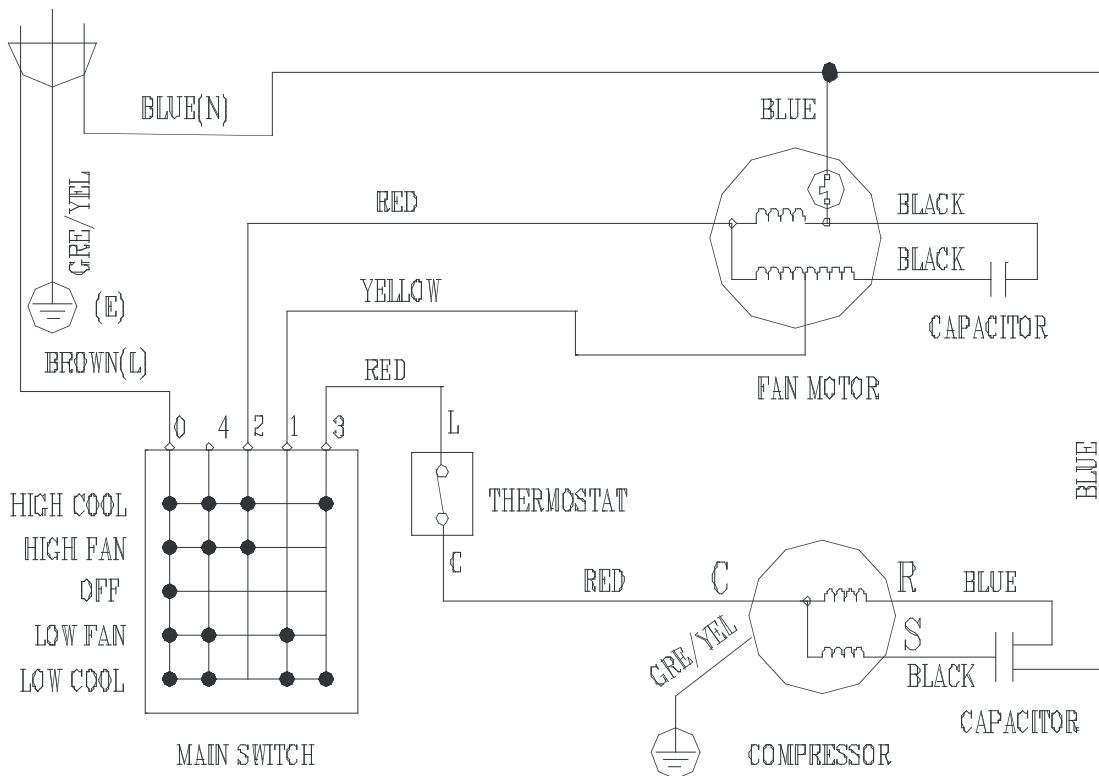 BLUE(N)
BLUE
GRE/YEL
RED
BLACK
BLACK
YELLOW
(E)
CAPACITOR
BROWN(L)
RED
FAN MOTOR
0 4 2 1 3
L
BLUE
HIGH COOL
THERMOSTAT
HIGH FAN
C
OFF
RED
C
R
BLUE
LOW FAN
GRE/YEL
S
LOW COOL
BLACK
CAPACITOR
MAIN SWITCH
COMPRESSOR